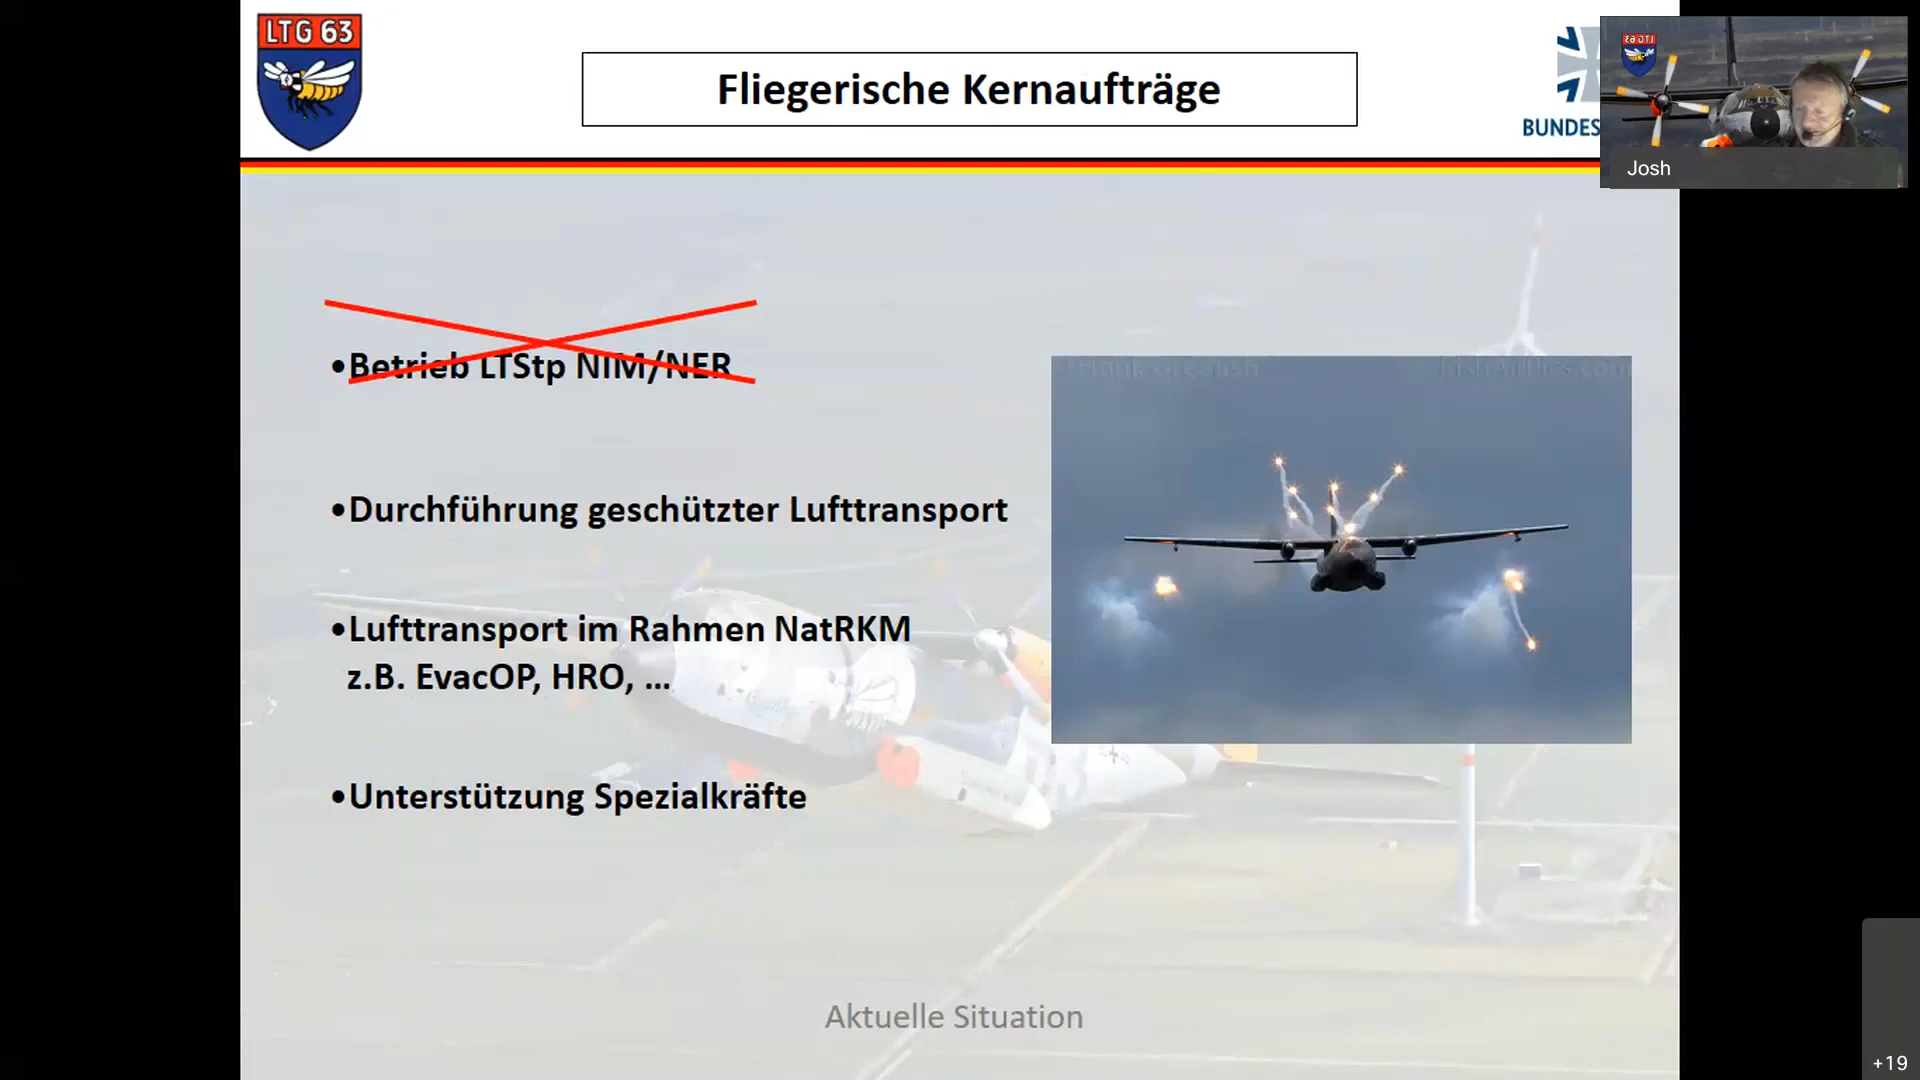 LTG 63
Fliegerische Kernaufträge
BUNDES
Josh
•Betrieb LTStp NIM/NER
•Durchführung geschützter Lufttransport
•Lufttransport im Rahmen NatRKM
z.B. EvacOP, HRO, ...
•Unterstützung Spezialkräfte
Aktuelle Situation
+19